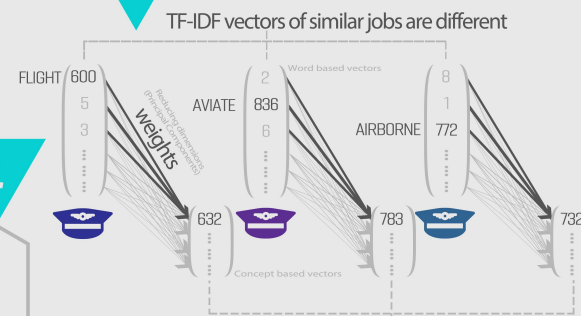 TF-IDF vectors of similar jobs are different
FLIGHT 600
5
3
Reducing dimensions
(Principal Components)
weights
Word based vectors
2
AVIATE 836
6
8
1
AIRBORNE 772
632
783
732
Concept based vectors